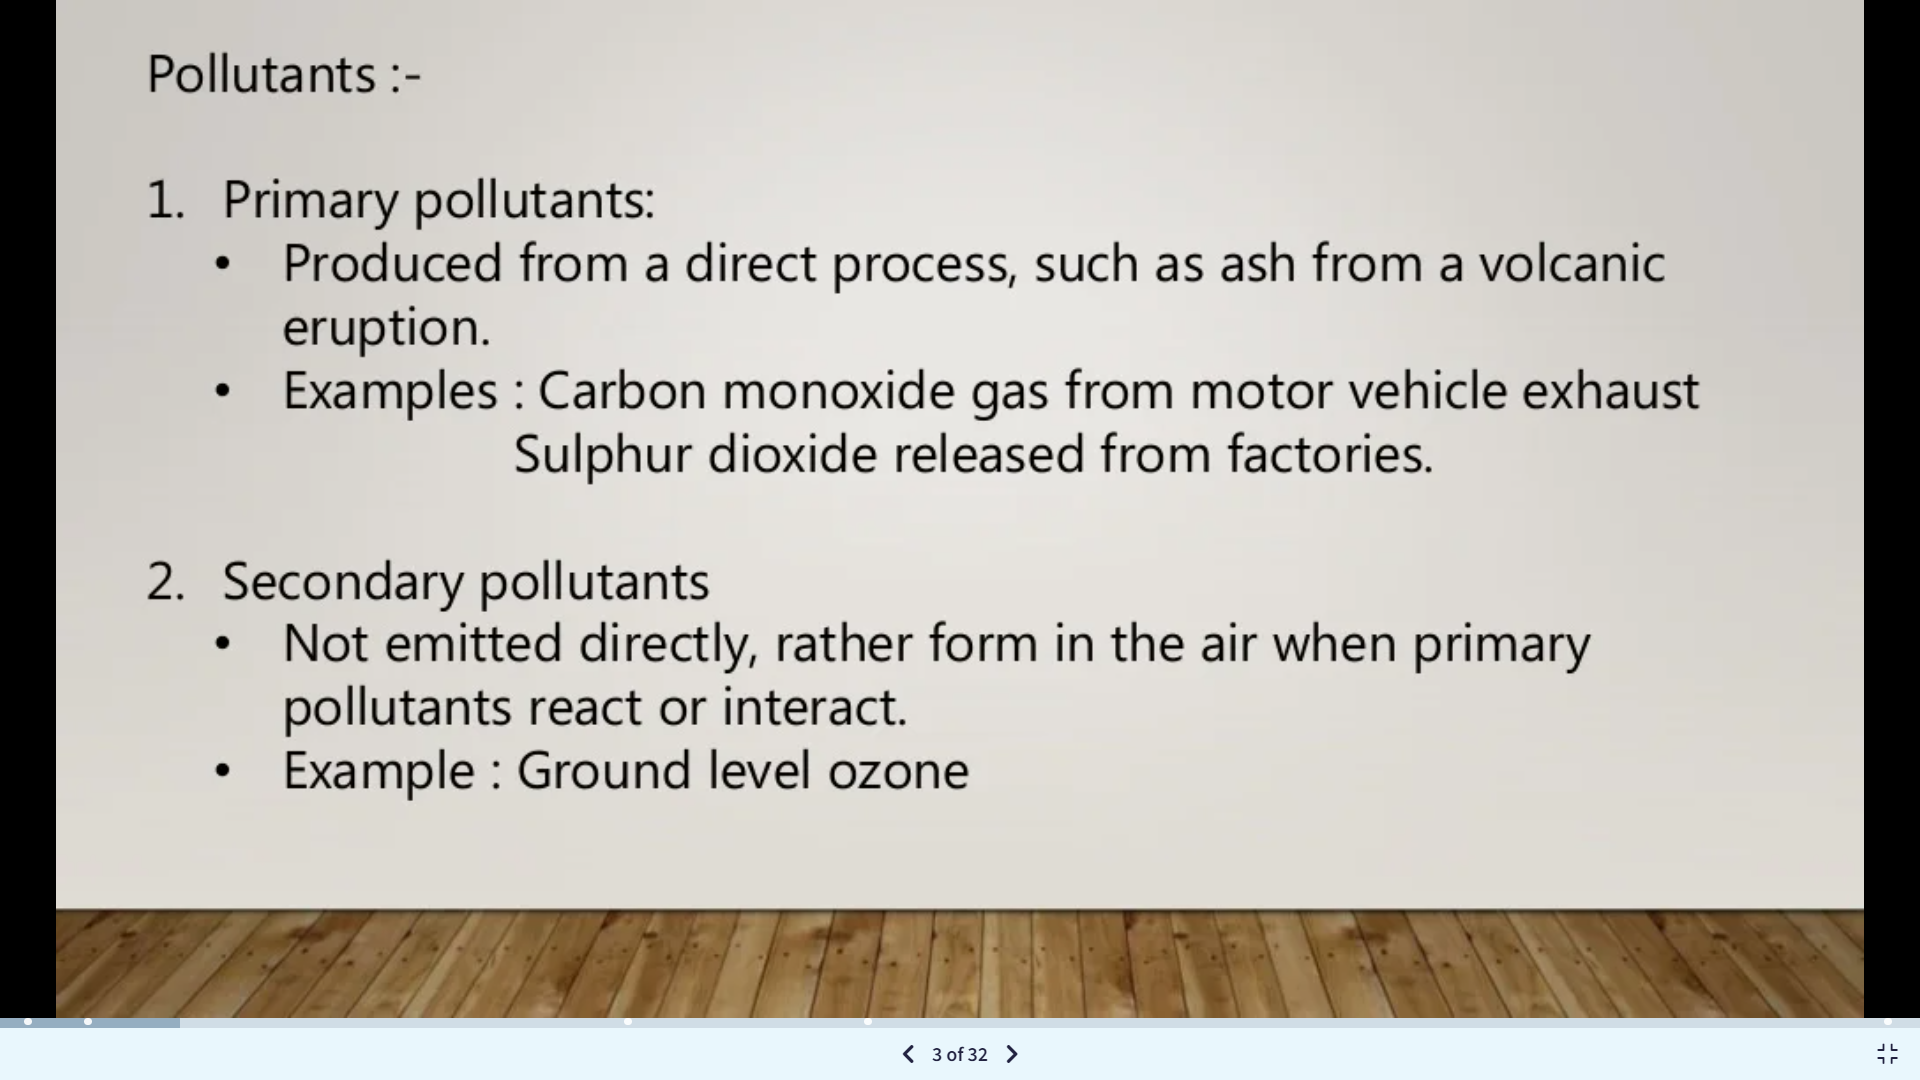 Pollutants :-
1. Primary pollutants:
• Produced from a direct process, such as ash from a volcanic
eruption.
• Examples : Carbon monoxide gas from motor vehicle exhaust
Sulphur dioxide released from factories.
2. Secondary pollutants
• Not emitted directly, rather form in the air when primary
pollutants react or interact.
• Example : Ground level ozone
3 of 32